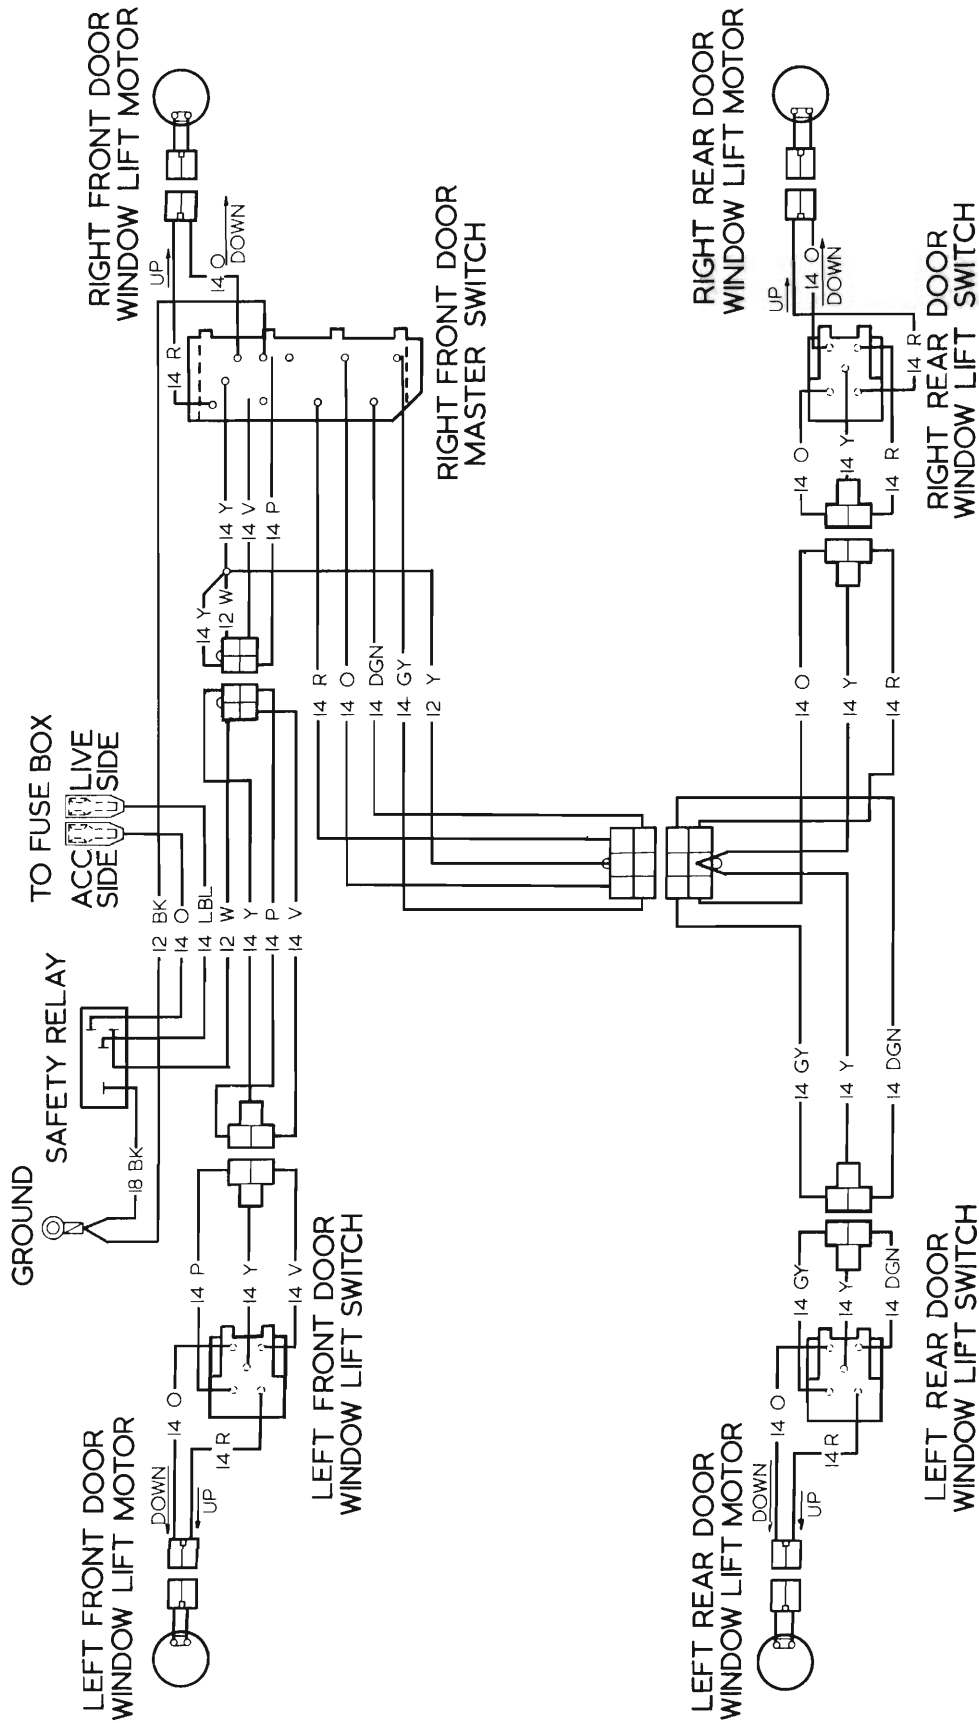 LEFT FRONT DOOR
WINDOW LIFT MOTOR
DOWN
UP
14 O
14 R
LEFT FRONT DOOR
WINDOW LIFT SWITCH
14 P
14 Y
14 V
GROUND
18 BK
SAFETY RELAY
TO FUSE BOX
ACC
SIDE
LIVE
SIDE
12 BK
14 O
14 LBL
12 W
14 Y
14 P
14 V
14 Y
12 W
14 Y
14 V
14 P
14 R
14 O
14 DGN
14 GY
12 Y
RIGHT FRONT DOOR
MASTER SWITCH
RIGHT FRONT DOOR
WINDOW LIFT MOTOR
UP
14 R
14 O
DOWN
LEFT REAR DOOR
WINDOW LIFT MOTOR
DOWN
UP
14 O
14 R
LEFT REAR DOOR
WINDOW LIFT SWITCH
14 GY
14 Y
14 DGN
14 GY
14 Y
14 DGN
14 O
14 Y
14 R
14 O
14 Y
14 R
RIGHT REAR DOOR
WINDOW LIFT SWITCH
RIGHT REAR DOOR
WINDOW LIFT MOTOR
UP
14 O
DOWN
14 R